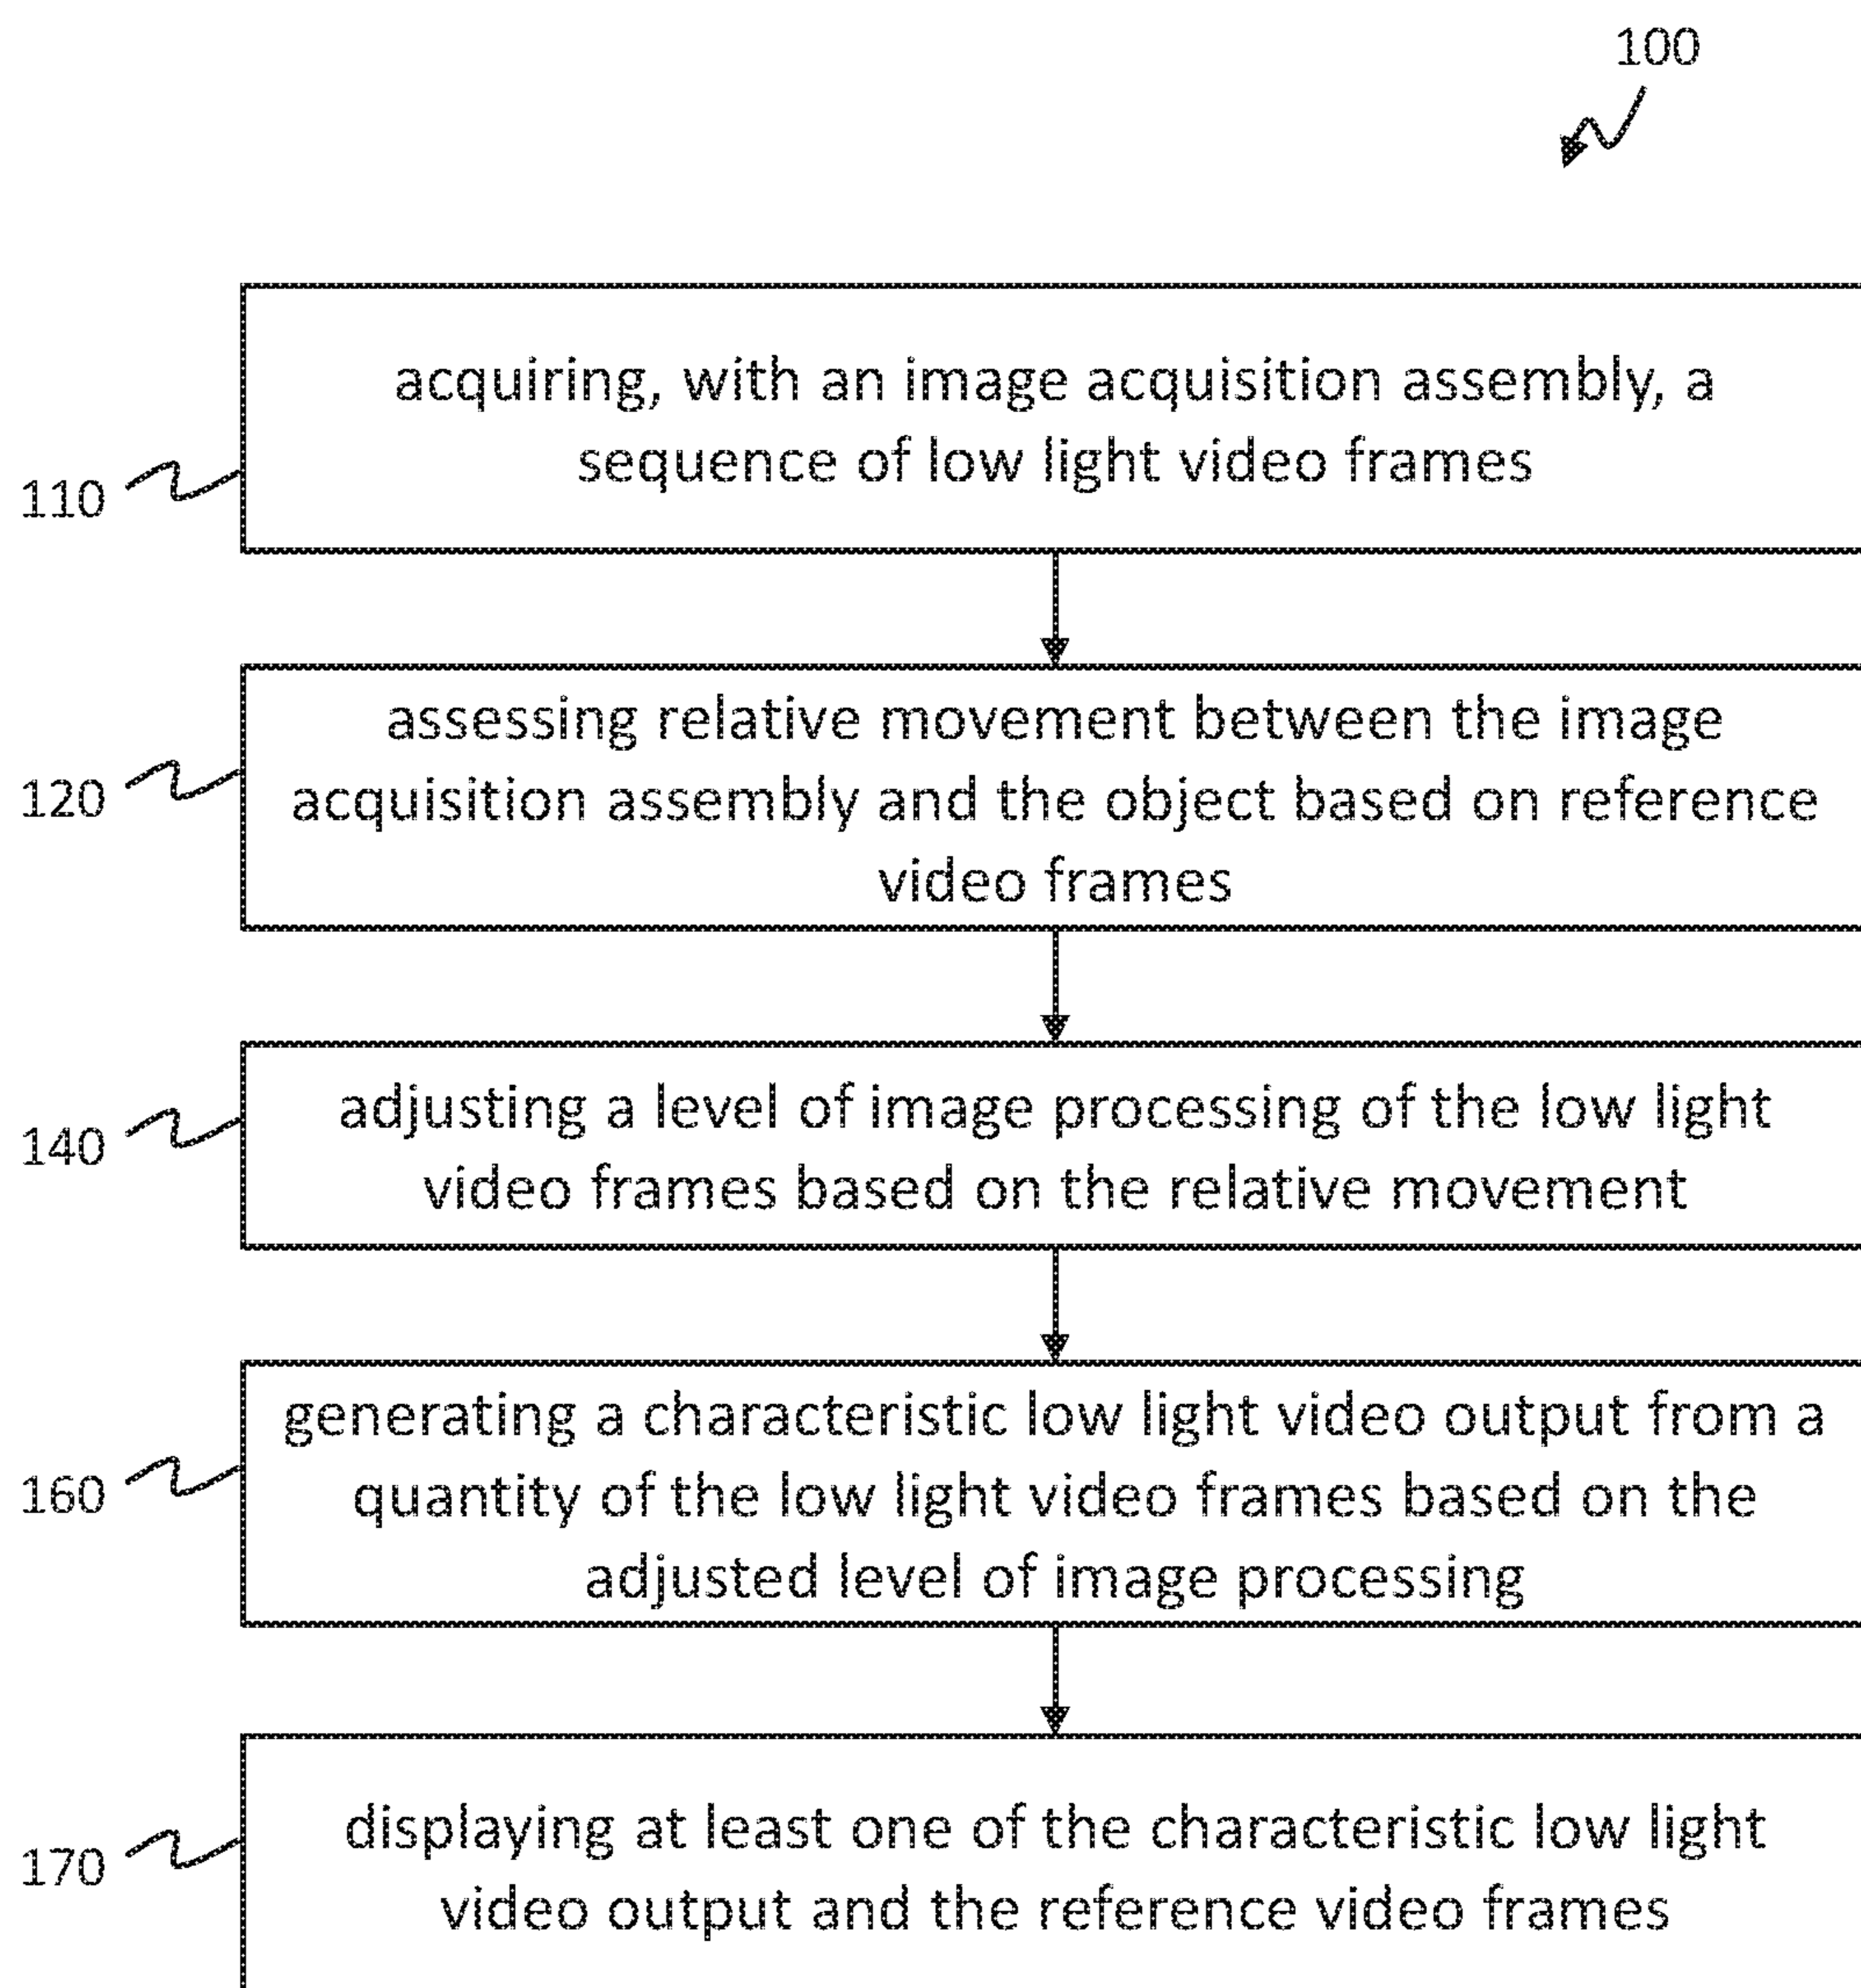 100
acquiring, with an image acquisition assembly, a
sequence of low light video frames
110
assessing relative movement between the image
acquisition assembly and the object based on reference
video frames
120
adjusting a level of image processing of the low light
video frames based on the relative movement
140
generating a characteristic low light video output from a
quantity of the low light video frames based on the
adjusted level of image processing
160
displaying at least one of the characteristic low light
video output and the reference video frames
170